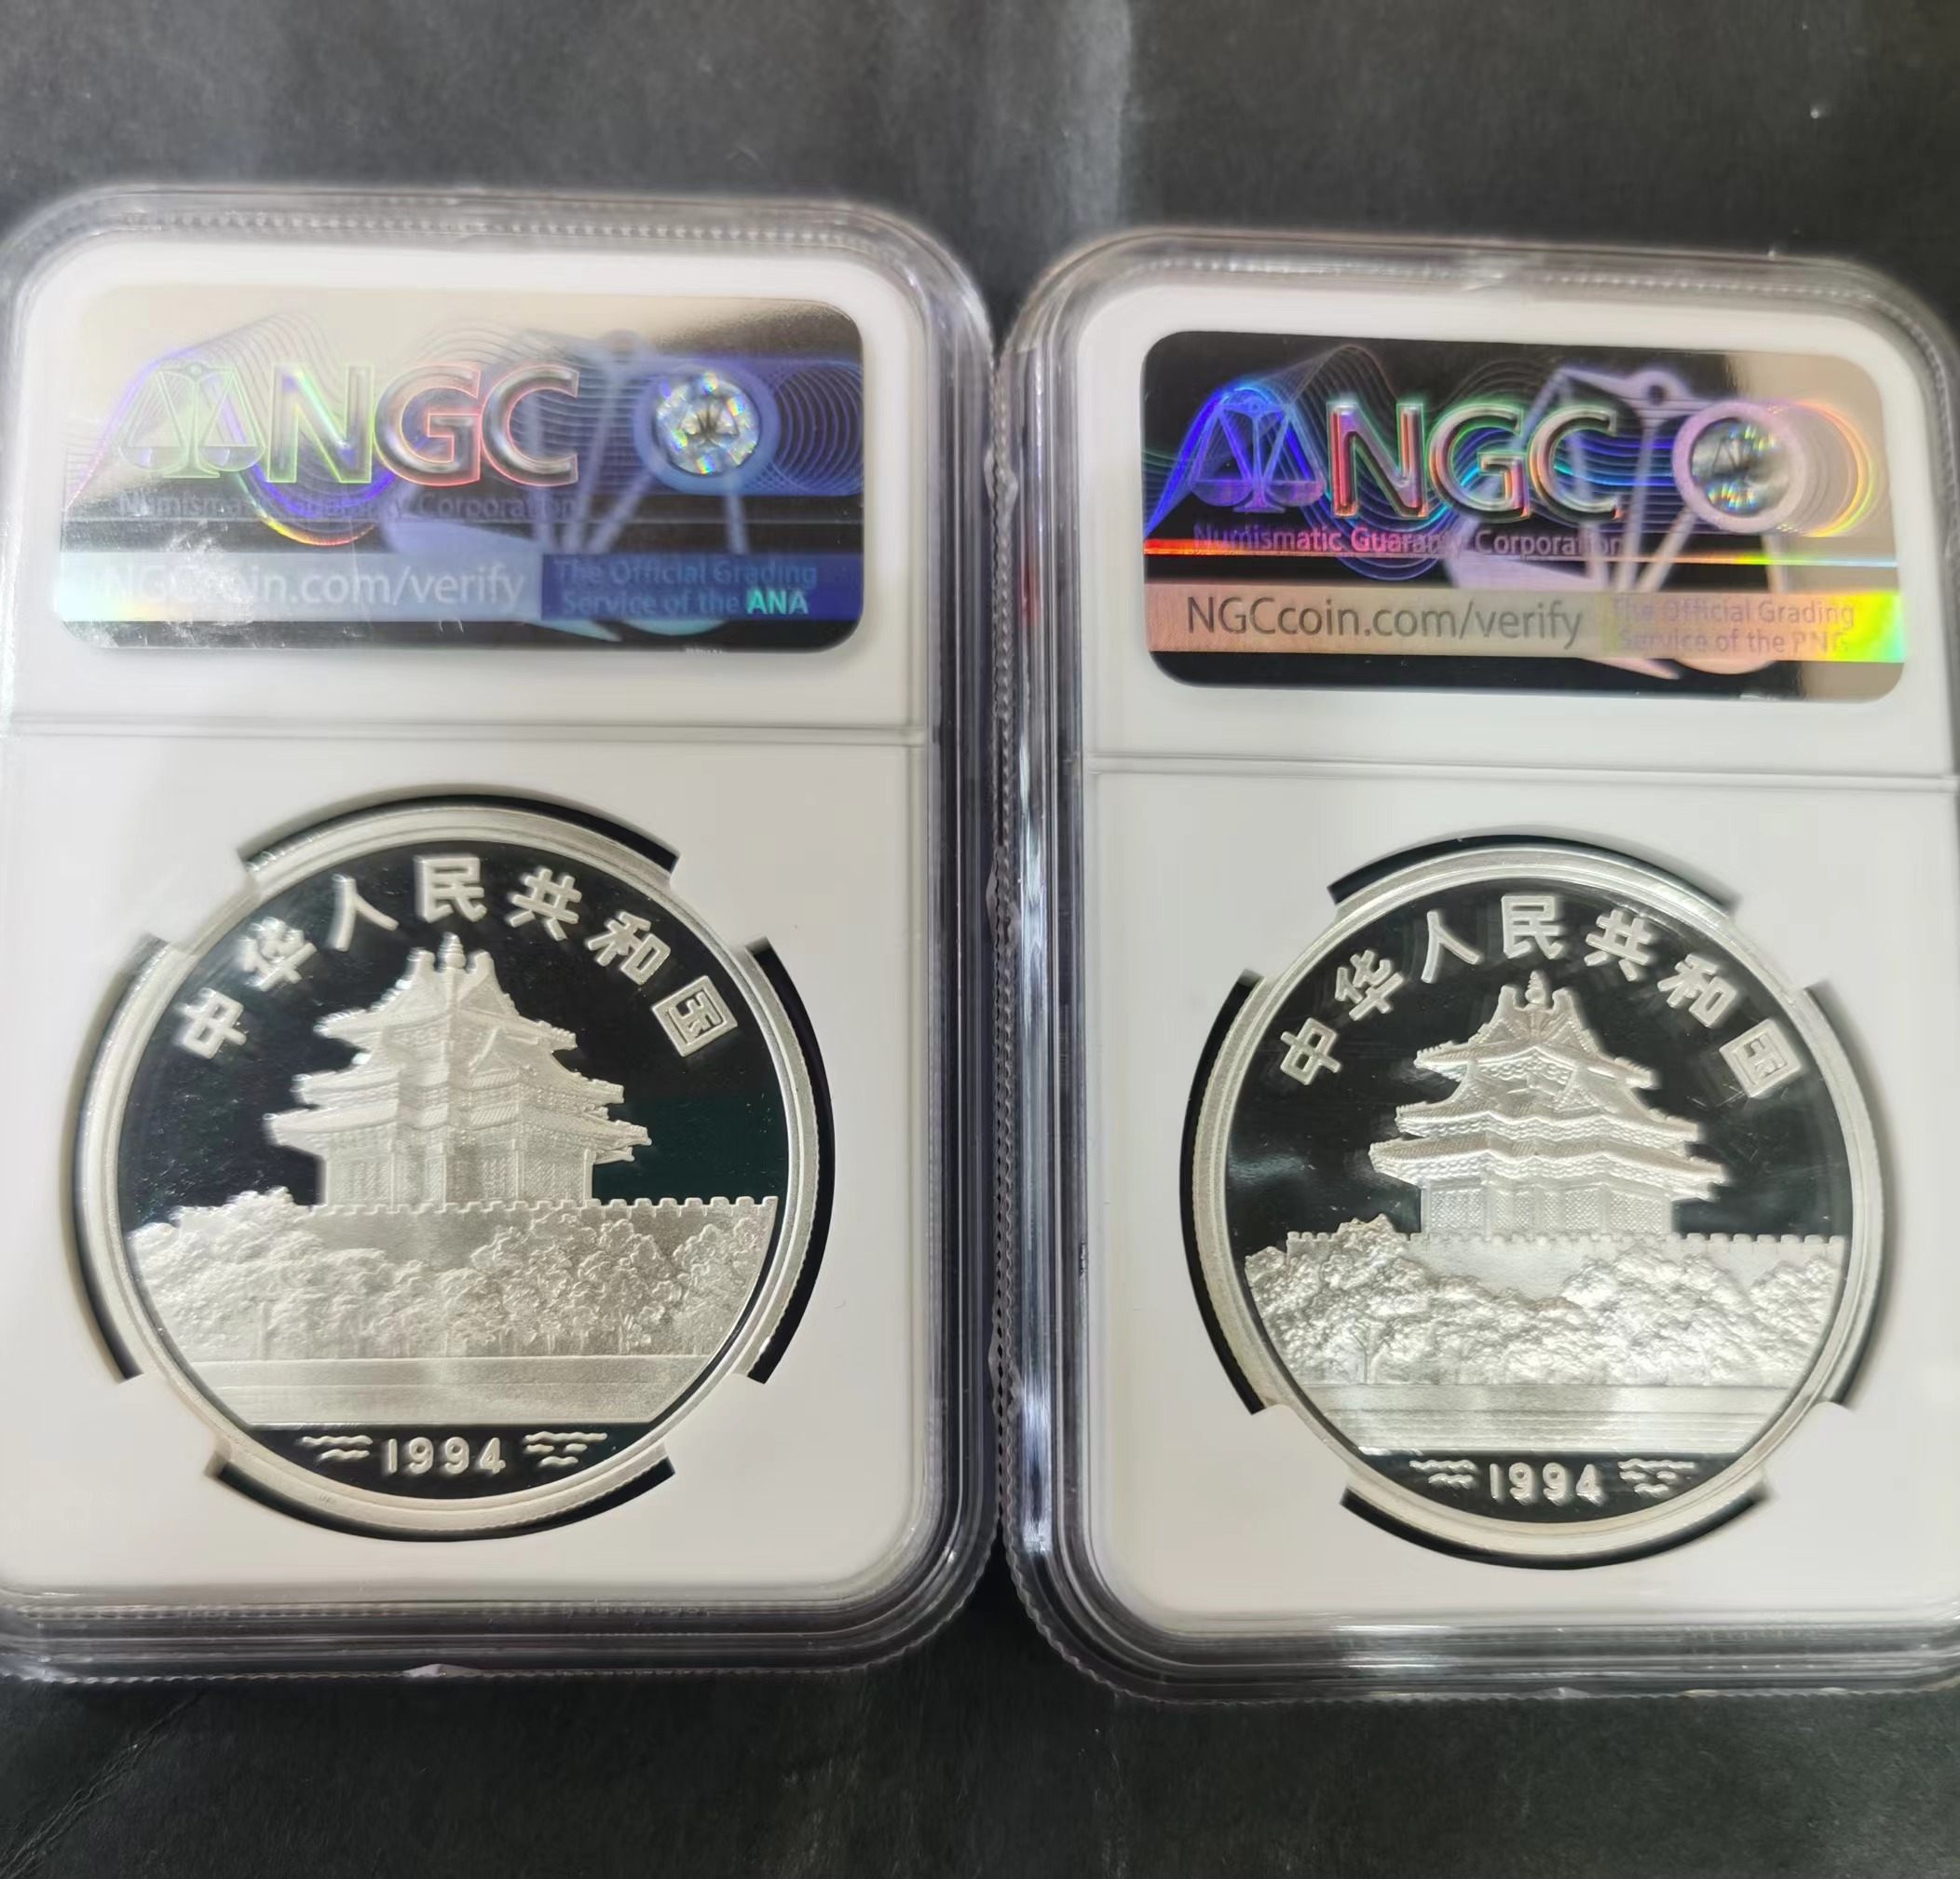 NGC
Numismatic Guaranty Corporation
NGCcoin.com/verify
The Official Grading
Service of the ANA
中华人民共和国
1994
NGC
Numismatic Guaranty Corporation
NGCcoin.com/verify
The Official Grading
Service of the PNG
中华人民共和国
1994